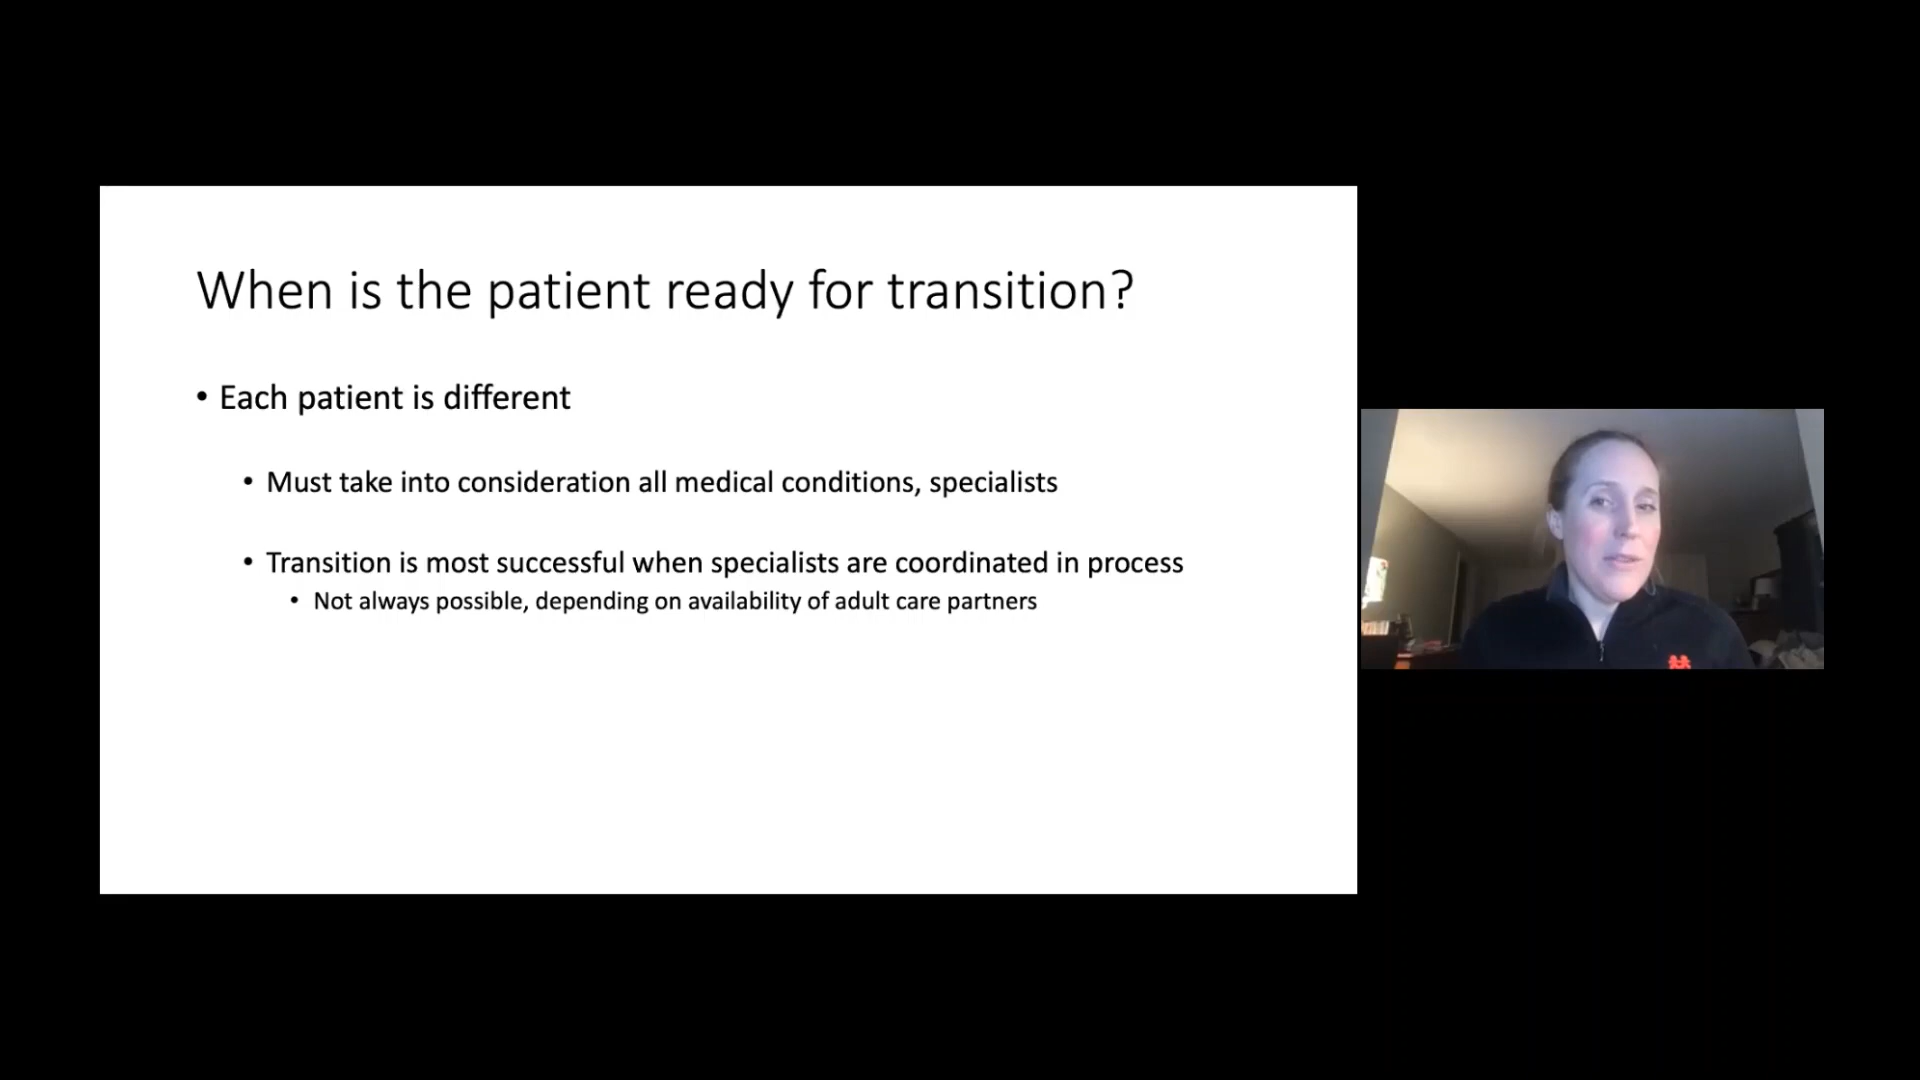 When is the patient ready for transition?
• Each patient is different
• Must take into consideration all medical conditions, specialists
• Transition is most successful when specialists are coordinated in process
• Not always possible, depending on availability of adult care partners